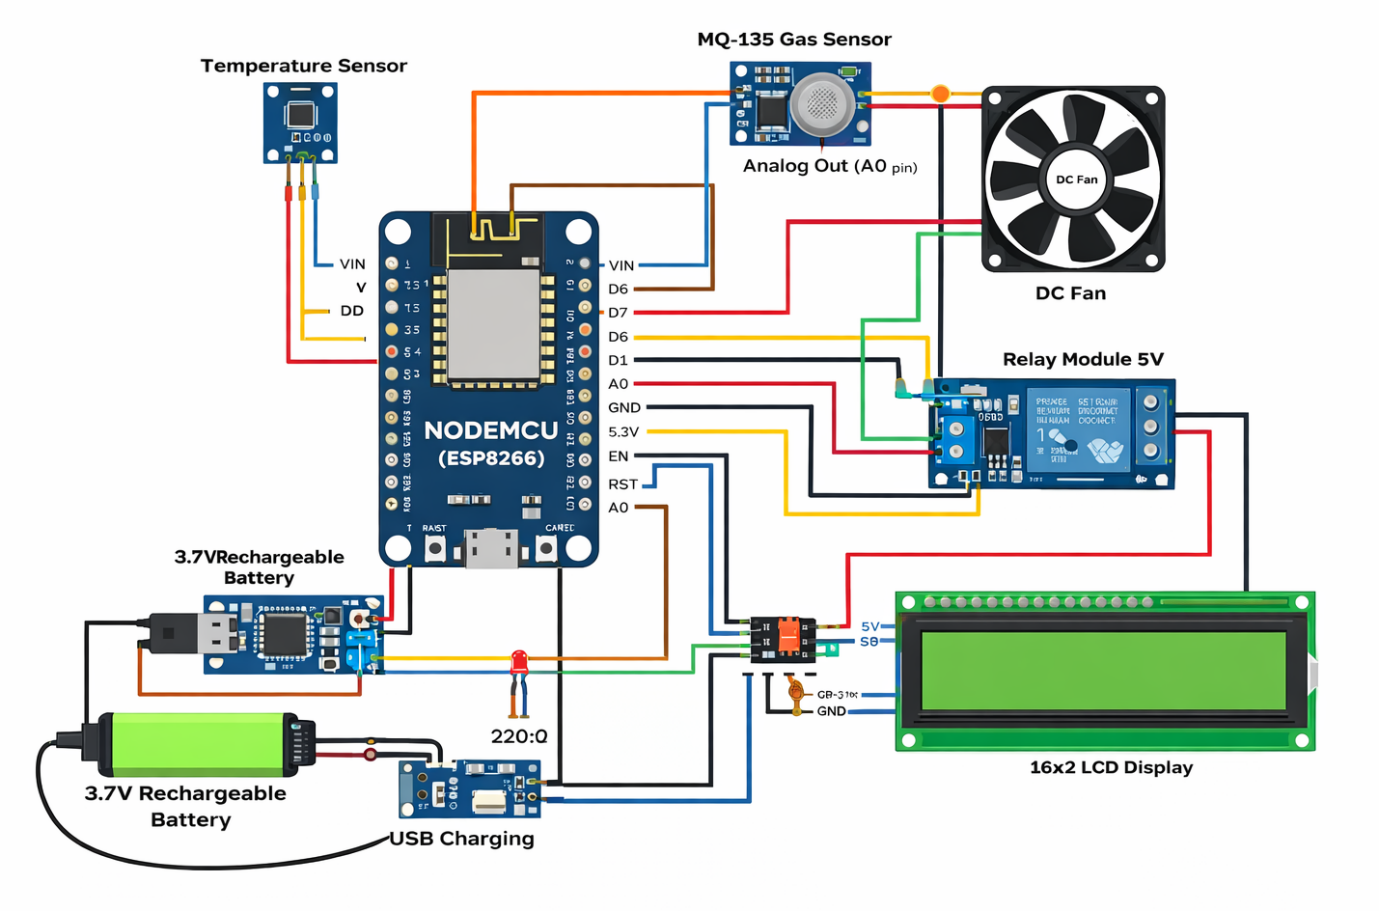 MQ-135 Gas Sensor
Temperature Sensor
Analog Out (A0 pin)
DC Fan
DC Fan
VIN
V
DD
VIN
D6
D7
D6
D1
A0
GND
5.3V
EN
RST
A0
NODEMCU
(ESP8266)
Relay Module 5V
3.7VRechargeable
Battery
5V
GND
220:Ω
16x2 LCD Display
3.7V Rechargeable
Battery
USB Charging